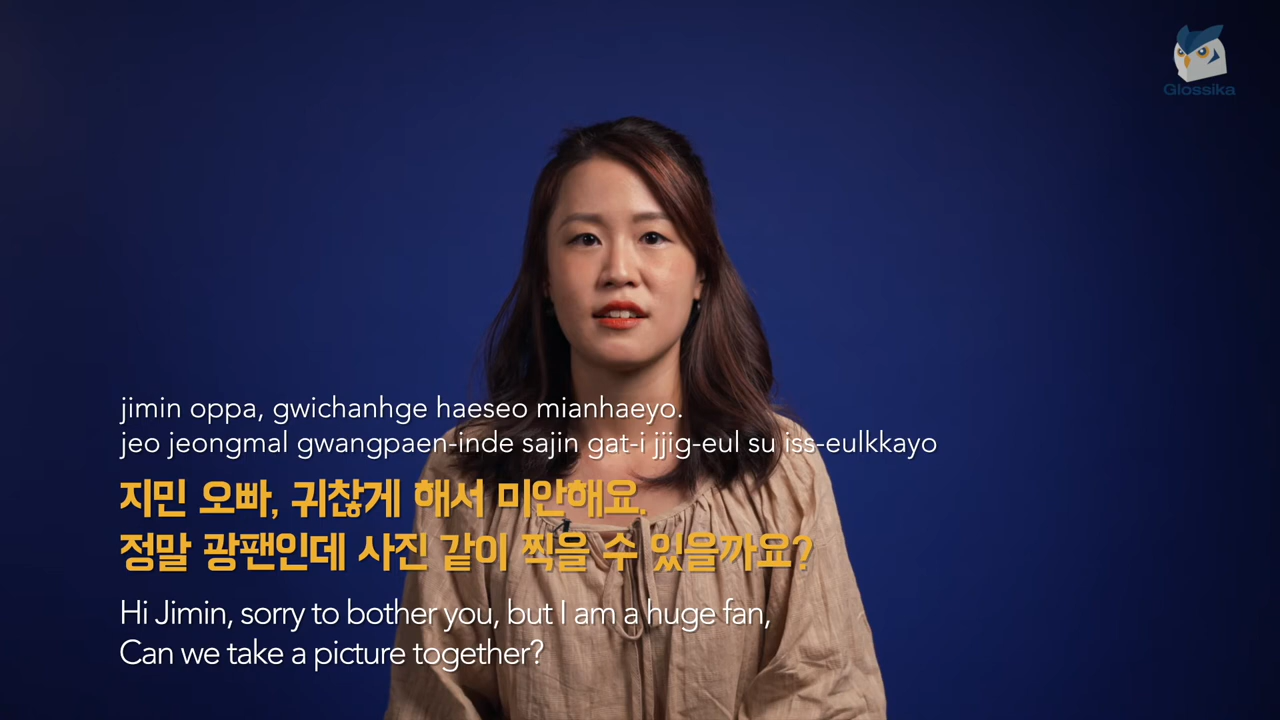 Glossika
jimin oppa, gwichanhge haeseo mianhaeyo.
jeo jeongmal gwangpaen-inde sajin gat-i jjig-eul su iss-eulkkayo
지민 오빠, 귀찮게 해서 미안해요.
정말 광팬인데 사진 같이 찍을 수 있을까요?
Hi Jimin, sorry to bother you, but I am a huge fan,
Can we take a picture together?